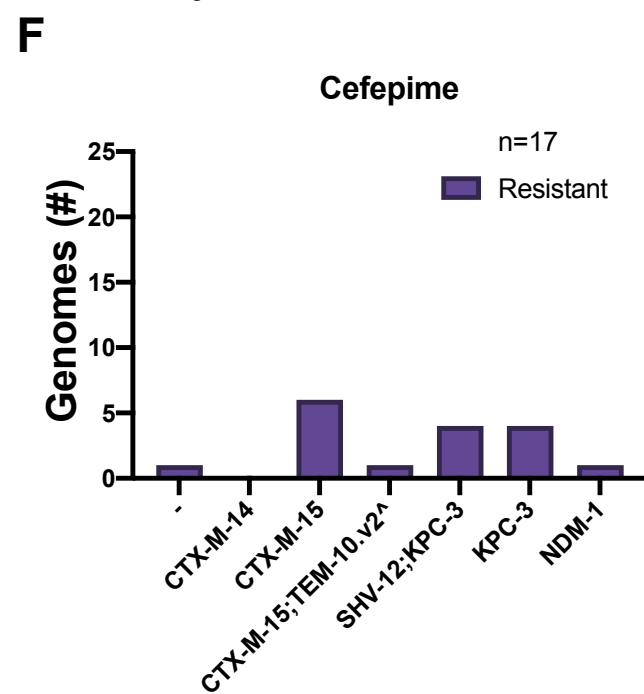 F
Cefepime
n=17
Resistant
Genomes (#)
25
20
15
10
5
0
-
CTX-M-14
CTX-M-15
CTX-M-15;TEM-10.v2^
SHV-12;KPC-3
KPC-3
NDM-1